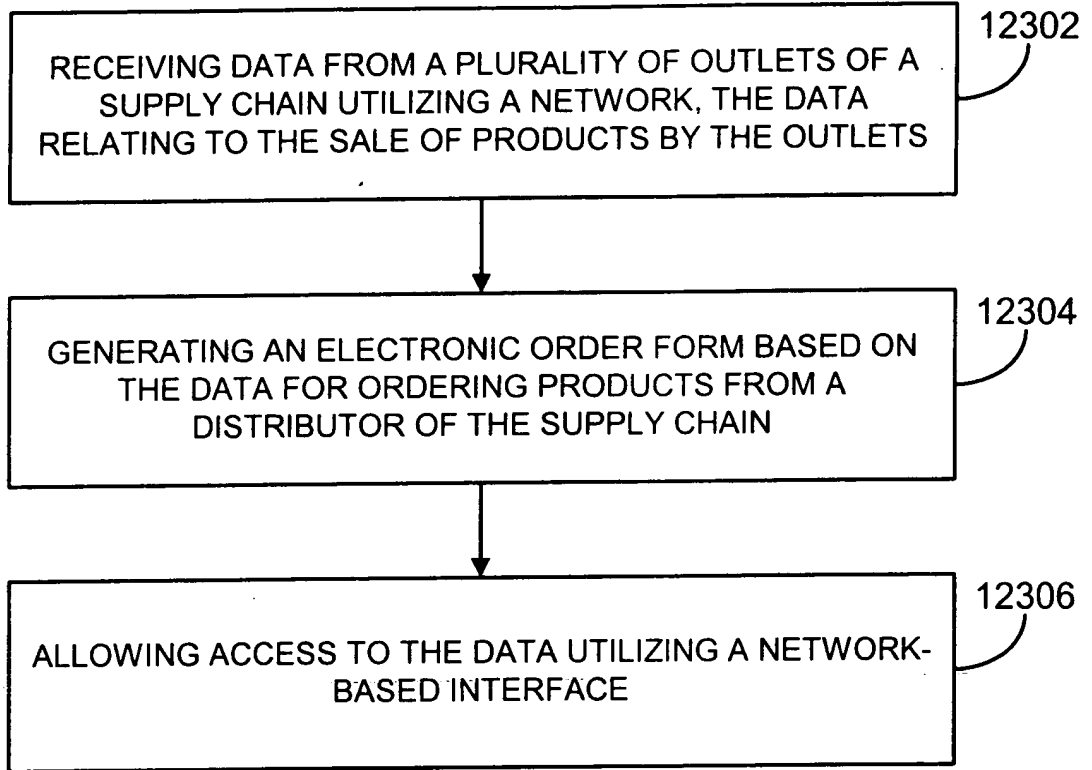 12302
RECEIVING DATA FROM A PLURALITY OF OUTLETS OF A
SUPPLY CHAIN UTILIZING A NETWORK, THE DATA
RELATING TO THE SALE OF PRODUCTS BY THE OUTLETS
12304
GENERATING AN ELECTRONIC ORDER FORM BASED ON
THE DATA FOR ORDERING PRODUCTS FROM A
DISTRIBUTOR OF THE SUPPLY CHAIN
12306
ALLOWING ACCESS TO THE DATA UTILIZING A NETWORK-
BASED INTERFACE